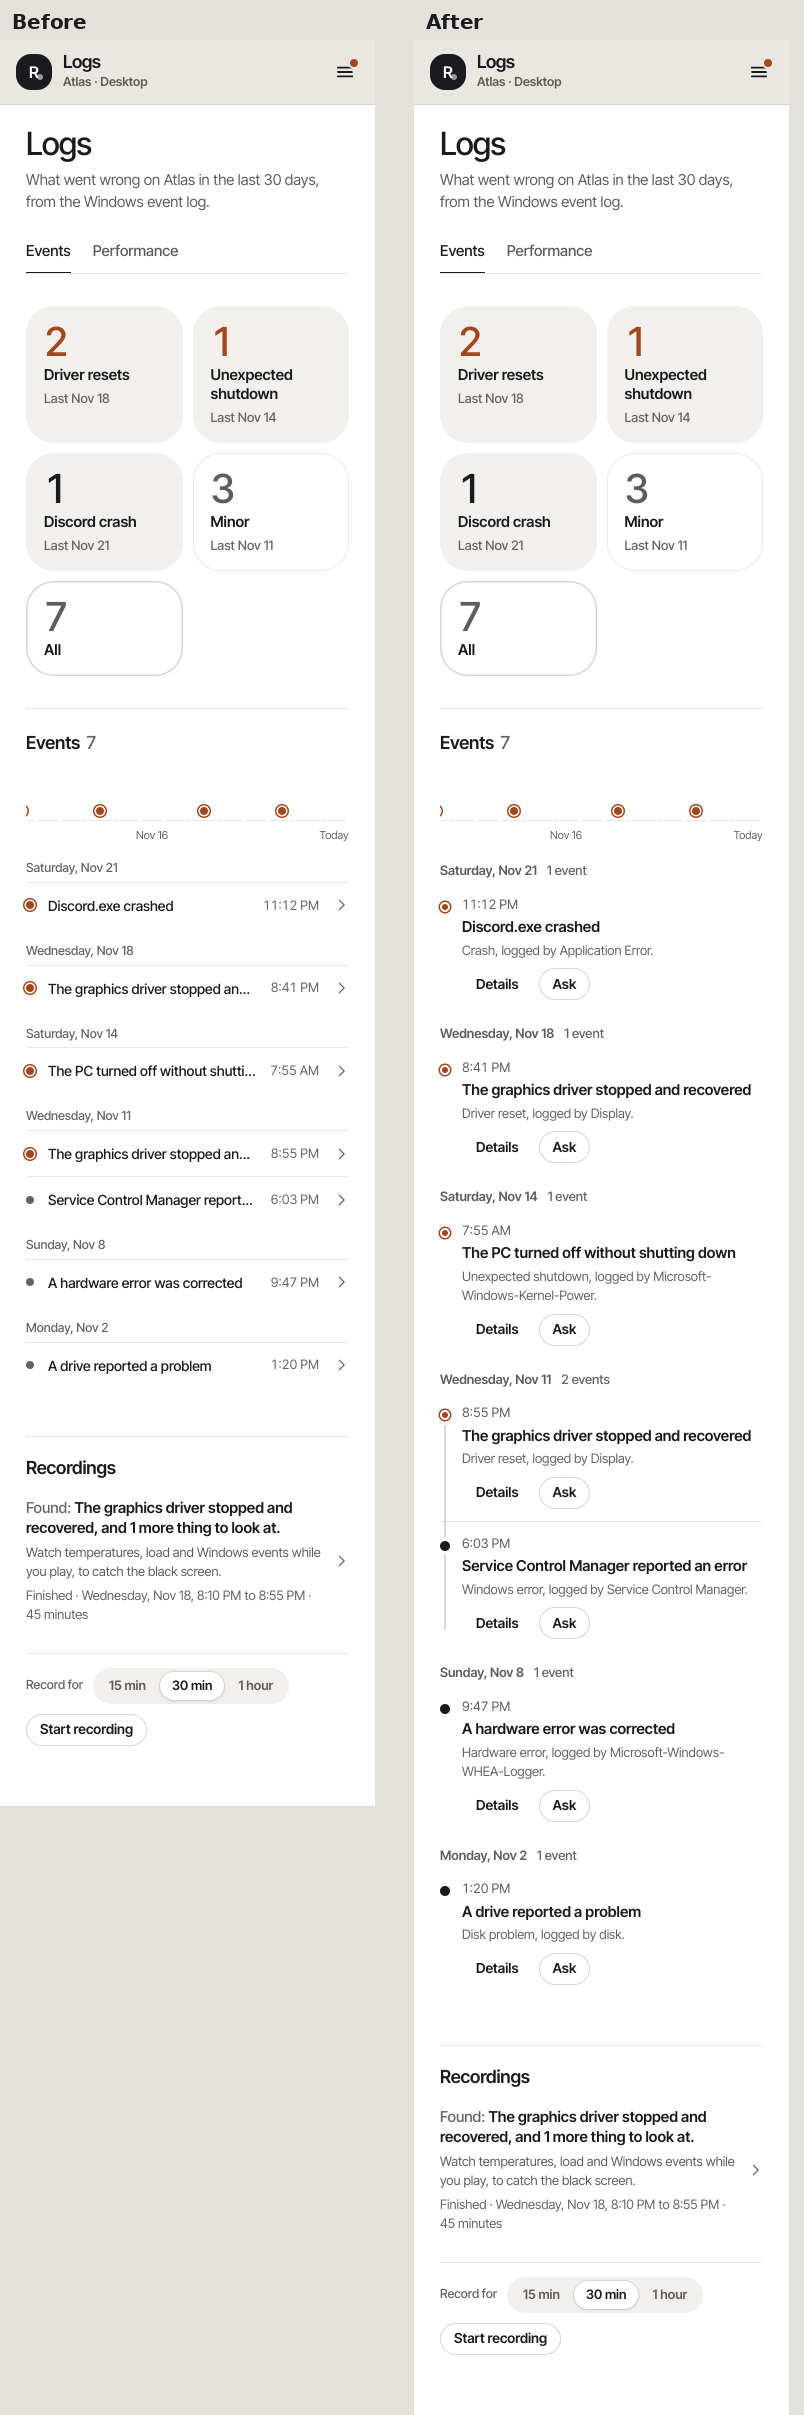 Before
R
Logs
Atlas · Desktop
Logs
What went wrong on Atlas in the last 30 days,
from the Windows event log.
Events Performance
2
Driver resets
Last Nov 18
1
Unexpected
shutdown
Last Nov 14
1
Discord crash
Last Nov 21
3
Minor
Last Nov 11
7
All
Events 7
Nov 16 Today
Saturday, Nov 21
Discord.exe crashed 11:12 PM
Wednesday, Nov 18
The graphics driver stopped an... 8:41 PM
Saturday, Nov 14
The PC turned off without shutti... 7:55 AM
Wednesday, Nov 11
The graphics driver stopped an... 8:55 PM
Service Control Manager report... 6:03 PM
Sunday, Nov 8
A hardware error was corrected 9:47 PM
Monday, Nov 2
A drive reported a problem 1:20 PM
Recordings
Found: The graphics driver stopped and
recovered, and 1 more thing to look at.
Watch temperatures, load and Windows events while
you play, to catch the black screen.
Finished · Wednesday, Nov 18, 8:10 PM to 8:55 PM ·
45 minutes
Record for 15 min 30 min 1 hour
Start recording
After
R
Logs
Atlas · Desktop
Logs
What went wrong on Atlas in the last 30 days,
from the Windows event log.
Events Performance
2
Driver resets
Last Nov 18
1
Unexpected
shutdown
Last Nov 14
1
Discord crash
Last Nov 21
3
Minor
Last Nov 11
7
All
Events 7
Nov 16 Today
Saturday, Nov 21 1 event
11:12 PM
Discord.exe crashed
Crash, logged by Application Error.
Details Ask
Wednesday, Nov 18 1 event
8:41 PM
The graphics driver stopped and recovered
Driver reset, logged by Display.
Details Ask
Saturday, Nov 14 1 event
7:55 AM
The PC turned off without shutting down
Unexpected shutdown, logged by Microsoft-
Windows-Kernel-Power.
Details Ask
Wednesday, Nov 11 2 events
8:55 PM
The graphics driver stopped and recovered
Driver reset, logged by Display.
Details Ask
6:03 PM
Service Control Manager reported an error
Windows error, logged by Service Control Manager.
Details Ask
Sunday, Nov 8 1 event
9:47 PM
A hardware error was corrected
Hardware error, logged by Microsoft-Windows-
WHEA-Logger.
Details Ask
Monday, Nov 2 1 event
1:20 PM
A drive reported a problem
Disk problem, logged by disk.
Details Ask
Recordings
Found: The graphics driver stopped and
recovered, and 1 more thing to look at.
Watch temperatures, load and Windows events while
you play, to catch the black screen.
Finished · Wednesday, Nov 18, 8:10 PM to 8:55 PM ·
45 minutes
Record for 15 min 30 min 1 hour
Start recording